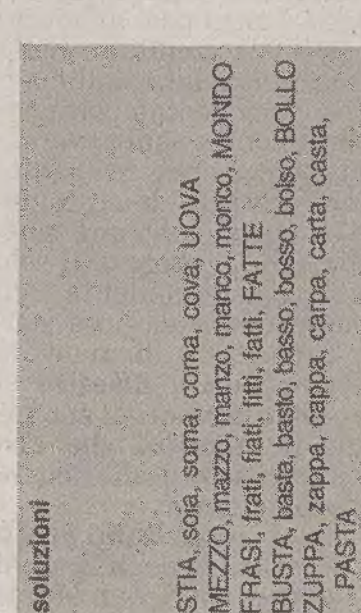 soluzioni
STIA, soia, soma, coma, cova, UOVA
MEZZO, mazzo, manzo, manco, monco, MONDO
FRASI, frati, fiati, fitti, fatti, FATTE
BUSTA, basta, basto, basso, bosso, bolso, BOLLO
ZUPPA, zappa, cappa, carpa, carta, casta,
PASTA